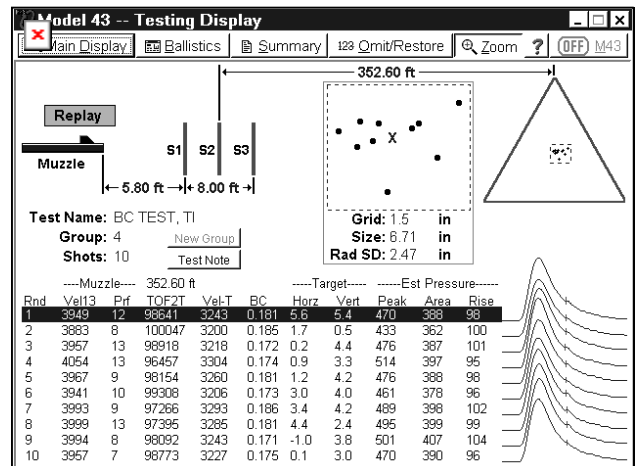 Model 43 -- Testing Display
Main Display Ballistics Summary 123 Omit/Restore Zoom ? OFF M43
352.60 ft
Replay
Muzzle
S1 S2 S3
X
5.80 ft 8.00 ft
Test Name: BC TEST, TI
Group: 4 New Group
Shots: 10 Test Note
Grid: 1.5 in
Size: 6.71 in
Rad SD: 2.47 in
----Muzzle---- 352.60 ft -----Target----- -----Est Pressure-----
Rnd Vel13 Prf TOF2T Vel-T BC Horz Vert Peak Area Rise
1 3949 12 98641 3243 0.181 5.6 5.4 470 388 98
2 3883 8 100047 3200 0.185 1.7 0.5 433 362 100
3 3957 13 98918 3218 0.172 0.2 4.4 476 387 101
4 4054 13 96457 3304 0.174 0.9 3.3 514 397 95
5 3967 9 98154 3260 0.181 1.2 4.2 476 388 98
6 3941 10 99308 3206 0.173 3.0 4.0 461 378 96
7 3993 9 97266 3293 0.186 3.4 4.2 489 398 102
8 3999 13 97395 3285 0.181 4.4 2.4 495 399 99
9 3994 8 98092 3243 0.171 -1.0 3.8 501 407 104
10 3957 7 98773 3227 0.175 0.1 3.0 470 390 96